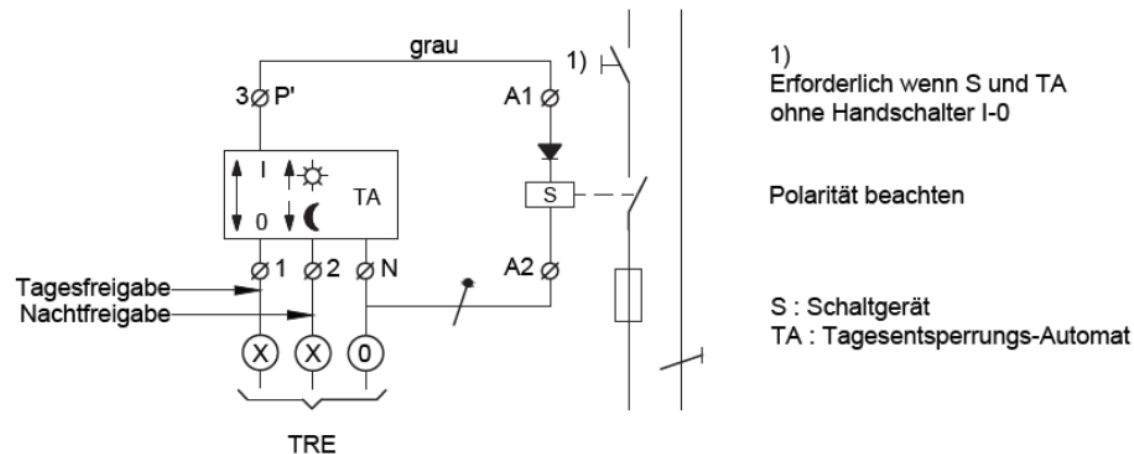 grau
1)
3 P'
A1
I
TA
0
S
1
2
N
A2
Tagesfreigabe
Nachtfreigabe
X
X
0
TRE
1)
Erforderlich wenn S und TA
ohne Handschalter I-0
Polarität beachten
S : Schaltgerät
TA : Tagesentsperrungs-Automat